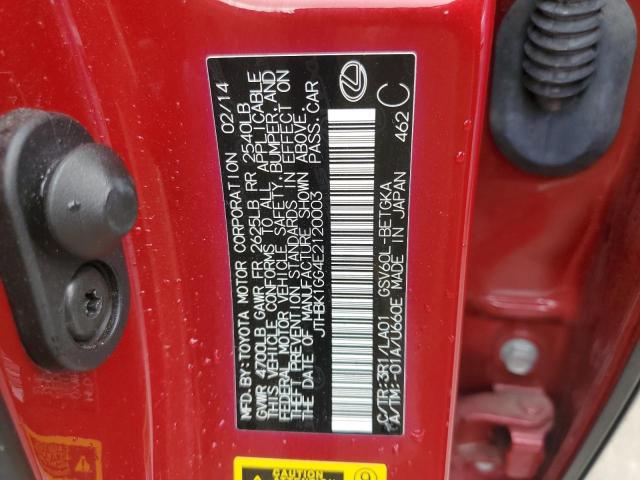 MFD.BY:TOYOTA MOTOR CORPORATION 02/14
GVWR 4700LB GAWR FR 2625LB RR 2540LB
THIS VEHICLE CONFORMS TO ALL APPLICABLE
FEDERAL MOTOR VEHICLE SAFETY, BUMPER, AND
THEFT PREVENTION STANDARDS IN EFFECT ON
THE DATE OF MANUFACTURE SHOWN ABOVE.
JTHBK1GG4E2120003 PASS.CAR
C/TR:3R1/LA01 GSV60L-BETGKA
A/TM:-01A/U660E MADE IN JAPAN
462 C
CAUTION